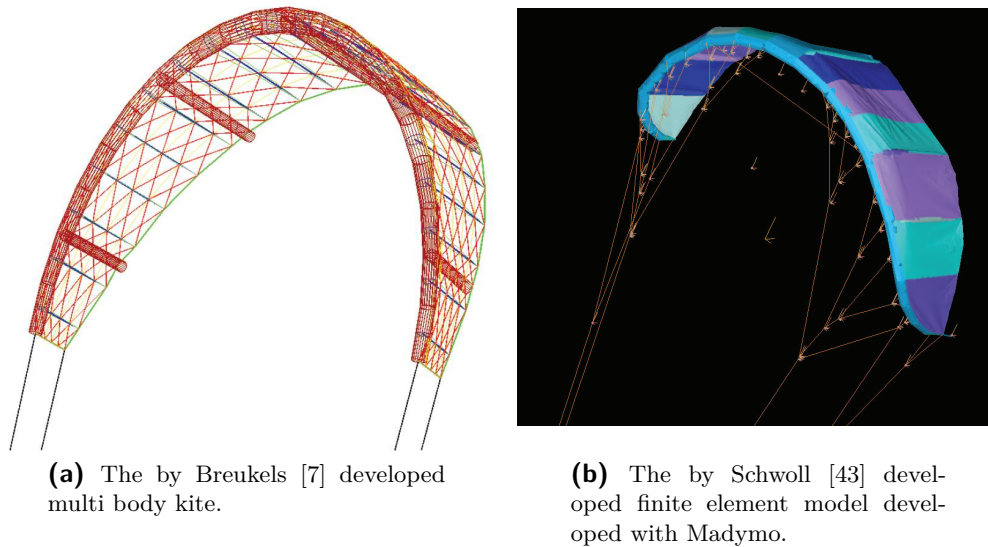 (a) The by Breukels [7] developed
multi body kite.
(b) The by Schwoll [43] devel-
oped finite element model devel-
oped with Madymo.